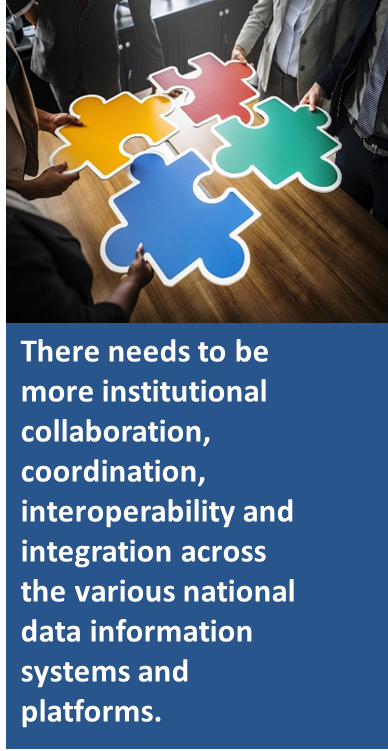 There needs to be
more institutional
collaboration,
coordination,
interoperability and
integration across
the various national
data information
systems and
platforms.